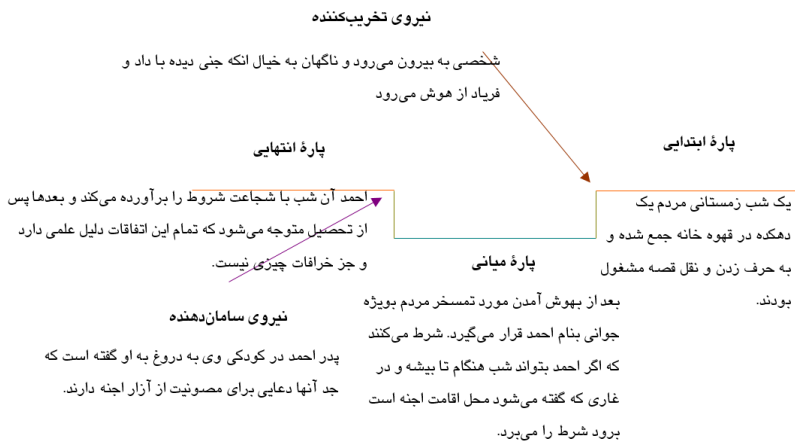 نیروی تخریب‌کننده
شخصی به بیرون می‌رود و ناگهان به خیال انکه جنی دیده با داد و
فریاد از هوش می‌رود
پارۀ ابتدایی
یک شب زمستانی مردم یک
دهکده در قهوه خانه جمع شده و
به حرف زدن و نقل قصه مشغول
بودند.
پارۀ میانی
بعد از بهوش آمدن مورد تمسخر مردم بویژه
جوانی بنام احمد قرار می‌گیرد. شرط می‌کنند
که اگر احمد بتواند شب هنگام تا بیشه و در
غاری که گفته می‌شود محل اقامت اجنه است
برود شرط را می‌برد.
پارۀ انتهایی
احمد آن شب با شجاعت شروط را برآورده می‌کند و بعدها پس
از تحصیل متوجه می‌شود که تمام این اتفاقات دلیل علمی دارد
و جز خرافات چیزی نیست.
نیروی سامان‌دهنده
پدر احمد در کودکی وی به دروغ به او گفته است که
جد آنها دعایی برای مصونیت از آزار اجنه دارند.